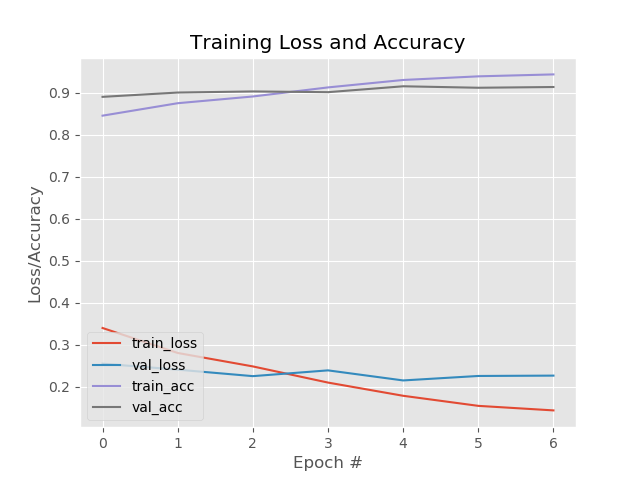 Training Loss and Accuracy
Loss/Accuracy
0.9
0.8
0.7
0.6
0.5
0.4
0.3
0.2
train_loss
val_loss
train_acc
val_acc
0 1 2 3 4 5 6
Epoch #